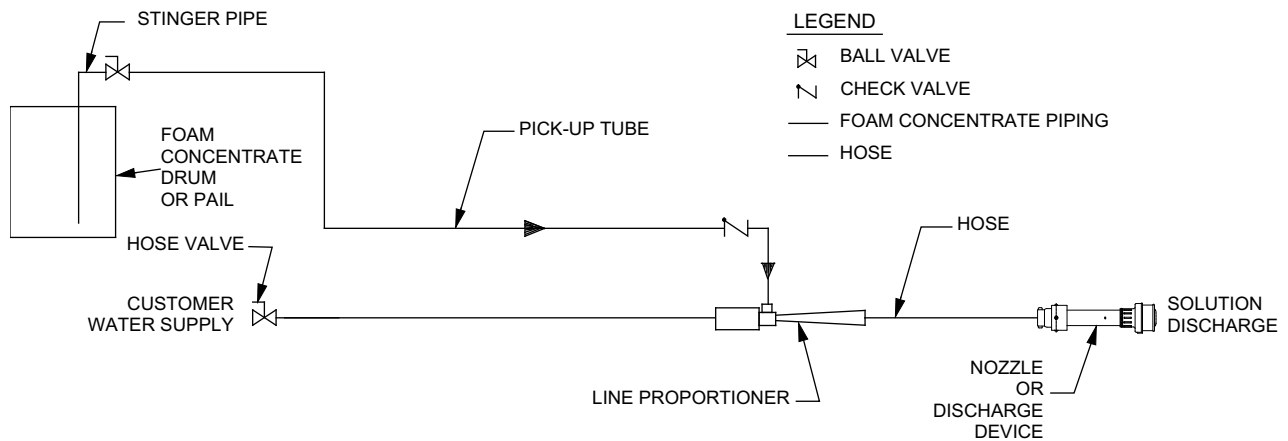 STINGER PIPE
LEGEND
BALL VALVE
CHECK VALVE
FOAM CONCENTRATE PIPING
HOSE
FOAM
CONCENTRATE
DRUM
OR PAIL
PICK-UP TUBE
HOSE VALVE
HOSE
CUSTOMER
WATER SUPPLY
SOLUTION
DISCHARGE
LINE PROPORTIONER
NOZZLE
OR
DISCHARGE
DEVICE